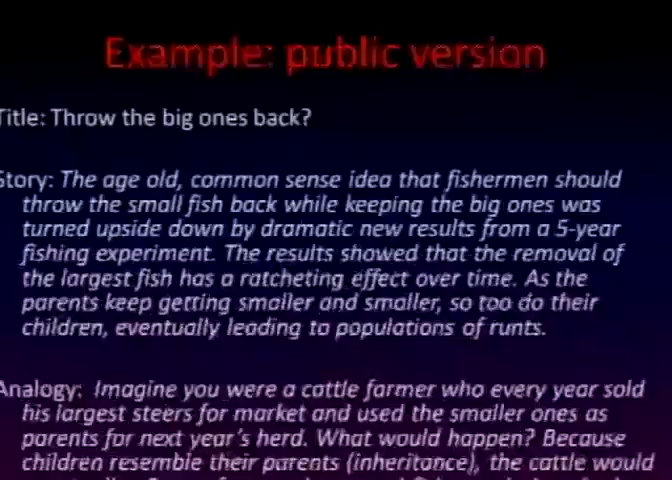 Example: public version
Title: Throw the big ones back?
Story: The age old, common sense idea that fishermen should
throw the small fish back while keeping the big ones was
turned upside down by dramatic new results from a 5-year
fishing experiment. The results showed that the removal of
the largest fish has a ratcheting effect over time. As the
parents keep getting smaller and smaller, so too do their
children, eventually leading to populations of runts.
Analogy: Imagine you were a cattle farmer who every year sold
his largest steers for market and used the smaller ones as
parents for next year's herd. What would happen? Because
children resemble their parents (inheritance), the cattle would